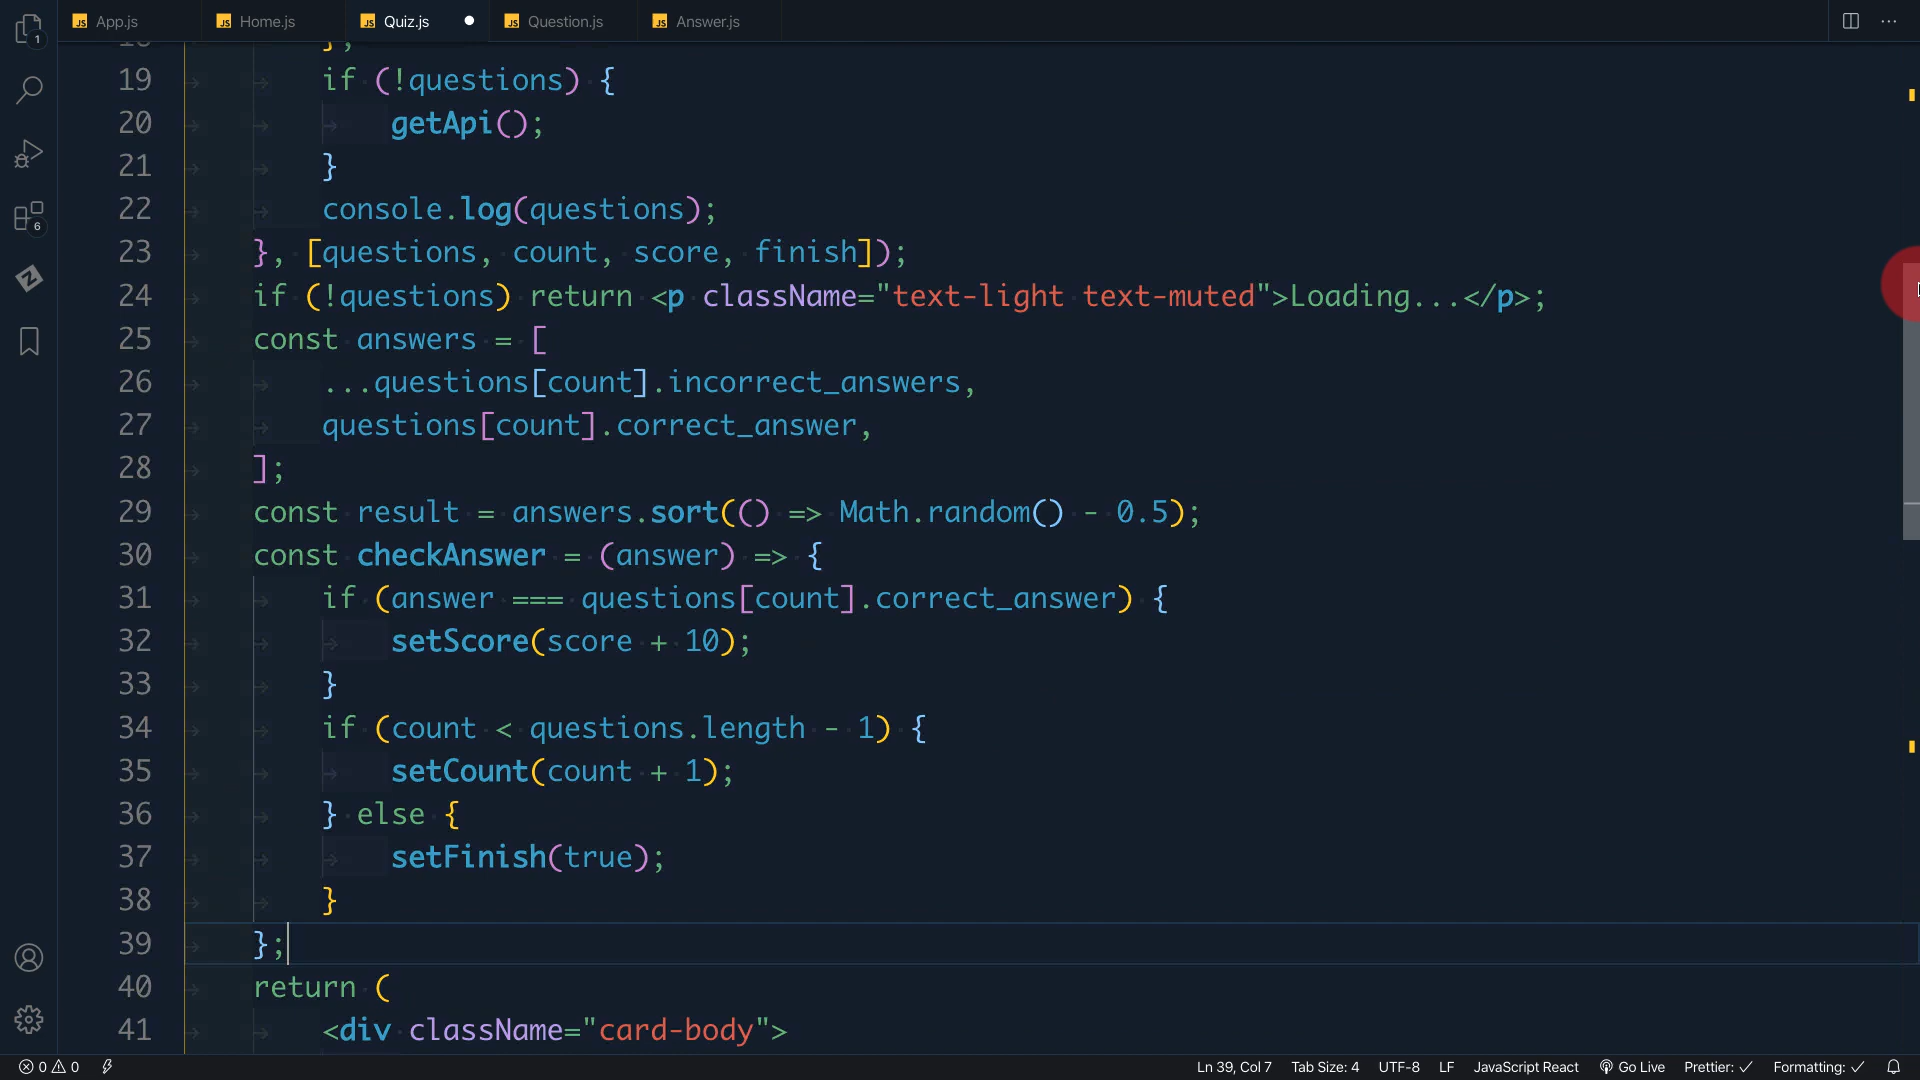 App.js Home.js Quiz.js Question.js Answer.js
1
19 if (!questions) {
20 getApi();
21 }
22 console.log(questions);
23 }, [questions, count, score, finish]);
24 if (!questions) return <p className="text-light text-muted">Loading...</p>;
25 const answers = [
26 ...questions[count].incorrect_answers,
27 questions[count].correct_answer,
28 ];
29 const result = answers.sort(() => Math.random() - 0.5);
30 const checkAnswer = (answer) => {
31 if (answer === questions[count].correct_answer) {
32 setScore(score + 10);
33 }
34 if (count < questions.length - 1) {
35 setCount(count + 1);
36 } else {
37 setFinish(true);
38 }
39 };
40 return (
41 <div className="card-body">
6
0 0 Ln 39, Col 7 Tab Size: 4 UTF-8 LF JavaScript React Go Live Prettier: ✓ Formatting: ✓